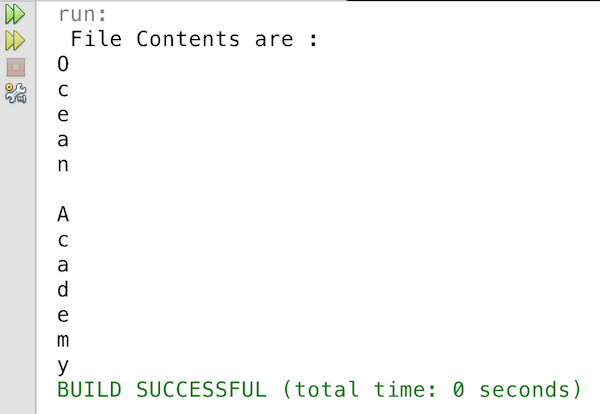 run:
File Contents are :
O
c
e
a
n

A
c
a
d
e
m
y
BUILD SUCCESSFUL (total time: 0 seconds)